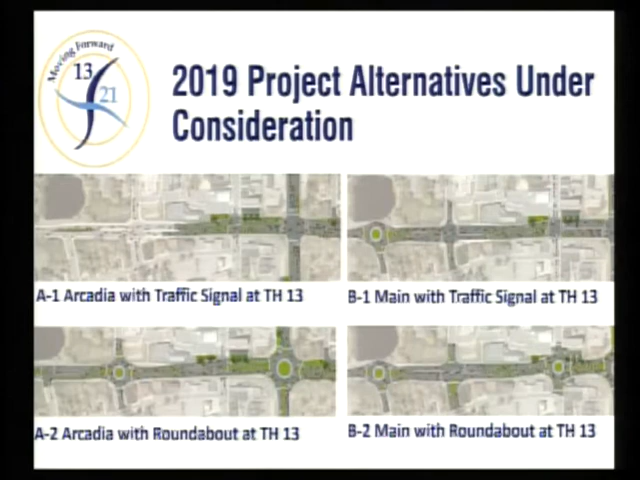 Moving Forward
13
21
2019 Project Alternatives Under
Consideration
A-1 Arcadia with Traffic Signal at TH 13
B-1 Main with Traffic Signal at TH 13
A-2 Arcadia with Roundabout at TH 13
B-2 Main with Roundabout at TH 13